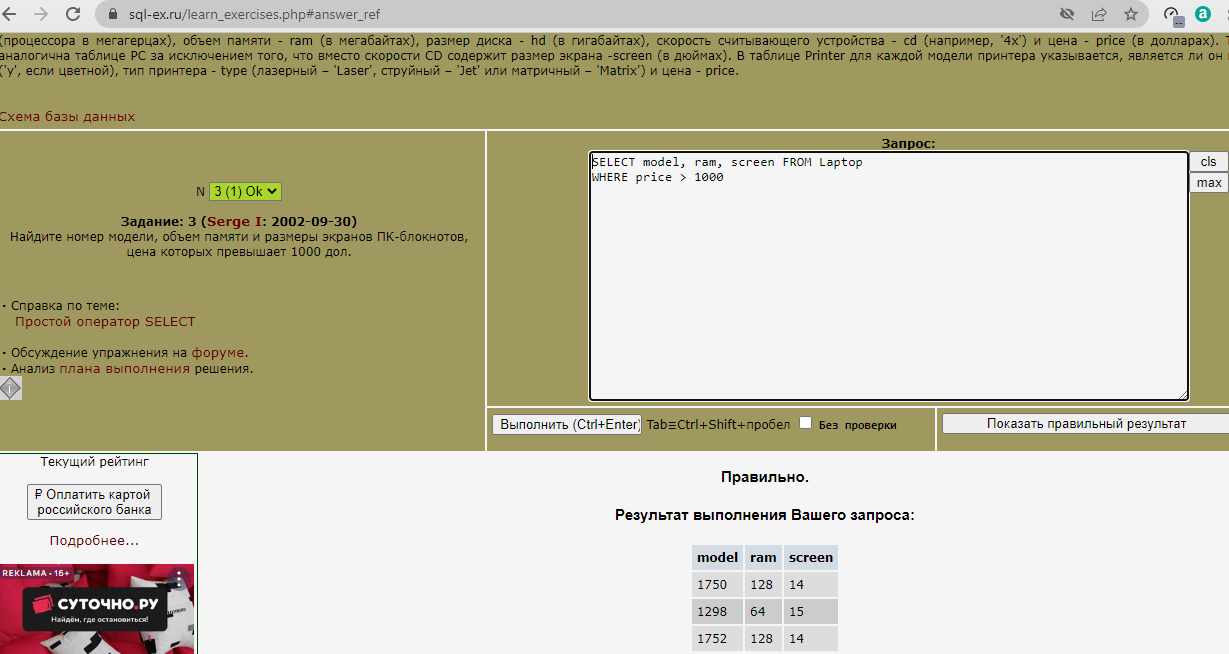 sql-ex.ru/learn_exercises.php#answer_ref
(процессора в мегагерцах), объем памяти - ram (в мегабайтах), размер диска - hd (в гигабайтах), скорость считывающего устройства - cd (например, '4x') и цена - price (в долларах). Т
аналогична таблице РС за исключением того, что вместо скорости CD содержит размер экрана -screen (в дюймах). В таблице Printer для каждой модели принтера указывается, является ли он
('y', если цветной), тип принтера - type (лазерный – 'Laser', струйный – 'Jet' или матричный – 'Matrix') и цена - price.
Схема базы данных
N 3 (1) Ok
Задание: 3 (Serge I: 2002-09-30)
Найдите номер модели, объем памяти и размеры экранов ПК-блокнотов,
цена которых превышает 1000 дол.
· Справка по теме:
Простой оператор SELECT
· Обсуждение упражнения на форуме.
· Анализ плана выполнения решения.
Запрос:
SELECT model, ram, screen FROM Laptop
WHERE price > 1000
cls
max
Выполнить (Ctrl+Enter) Tab≡Ctrl+Shift+пробел Без проверки
Показать правильный результат
Текущий рейтинг
₽ Оплатить картой
российского банка
Подробнее...
РЕКЛАМА • 16+
СУТОЧНО.РУ
Найдём, где остановиться!
Правильно.
Результат выполнения Вашего запроса:
model ram screen
1750 128 14
1298 64 15
1752 128 14